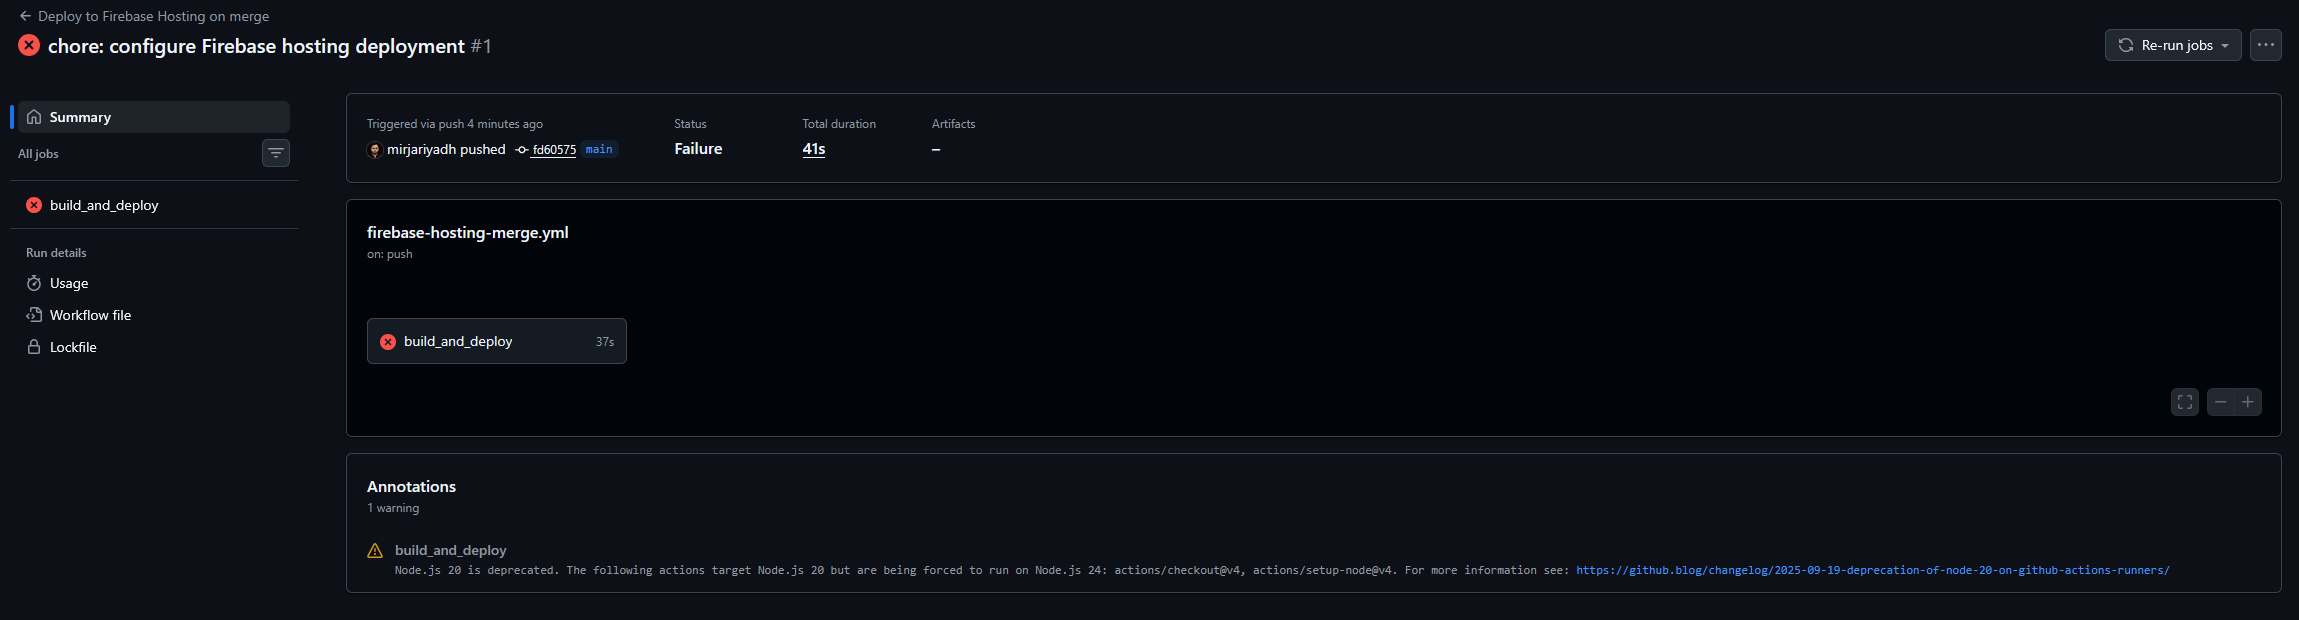 Deploy to Firebase Hosting on merge
chore: configure Firebase hosting deployment #1
Re-run jobs
Summary
All jobs
build_and_deploy
Run details
Usage
Workflow file
Lockfile
Triggered via push 4 minutes ago
mirjariyadh pushed fd60575 main
Status
Failure
Total duration
41s
Artifacts
–
firebase-hosting-merge.yml
on: push
build_and_deploy 37s
Annotations
1 warning
build_and_deploy
Node.js 20 is deprecated. The following actions target Node.js 20 but are being forced to run on Node.js 24: actions/checkout@v4, actions/setup-node@v4. For more information see: https://github.blog/changelog/2025-09-19-deprecation-of-node-20-on-github-actions-runners/